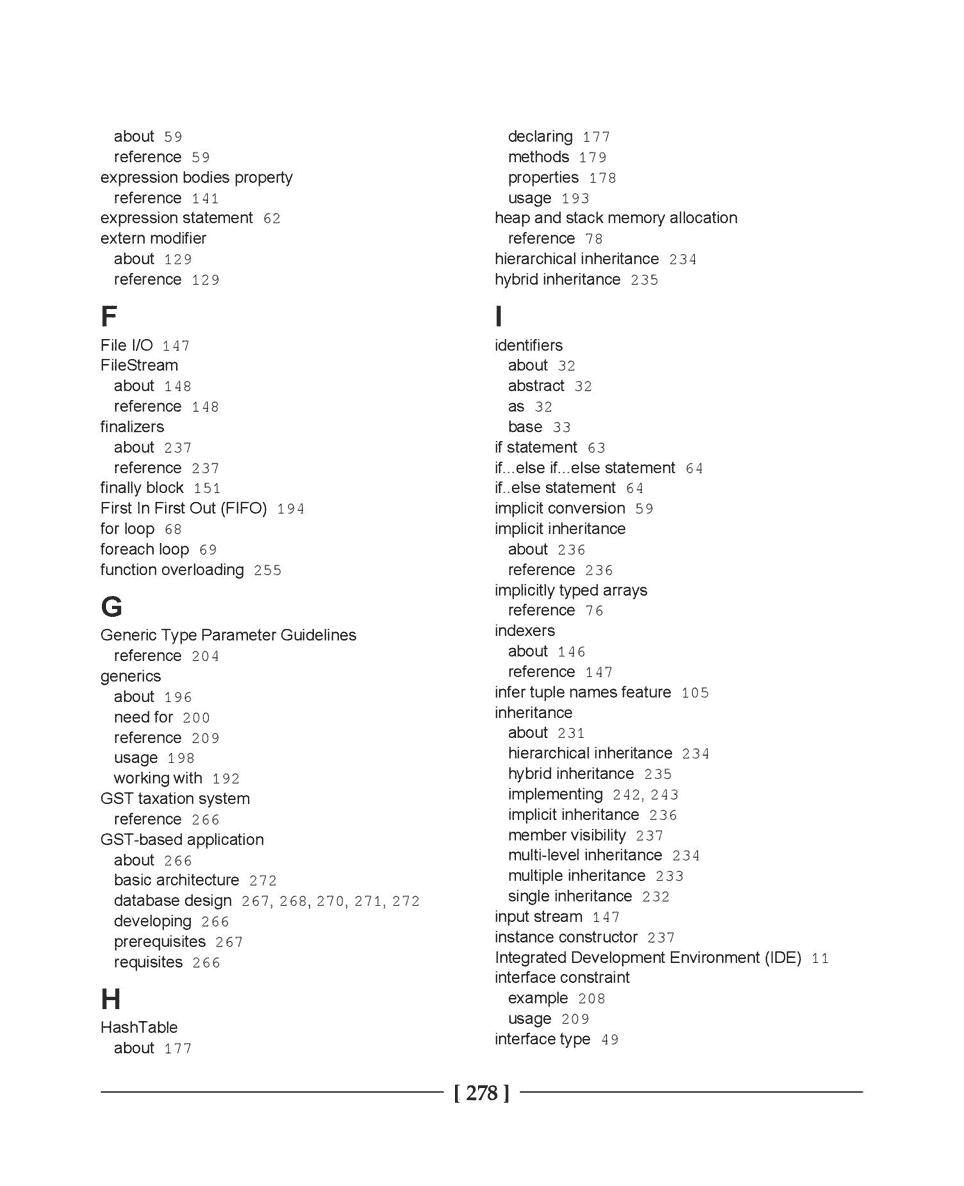 about 59
reference 59
expression bodies property
reference 141
expression statement 62
extern modifier
about 129
reference 129
F
File I/O 147
FileStream
about 148
reference 148
finalizers
about 237
reference 237
finally block 151
First In First Out (FIFO) 194
for loop 68
foreach loop 69
function overloading 255
G
Generic Type Parameter Guidelines
reference 204
generics
about 196
need for 200
reference 209
usage 198
working with 192
GST taxation system
reference 266
GST-based application
about 266
basic architecture 272
database design 267, 268, 270, 271, 272
developing 266
prerequisites 267
requisites 266
H
HashTable
about 177
declaring 177
methods 179
properties 178
usage 193
heap and stack memory allocation
reference 78
hierarchical inheritance 234
hybrid inheritance 235
I
identifiers
about 32
abstract 32
as 32
base 33
if statement 63
if...else if...else statement 64
if..else statement 64
implicit conversion 59
implicit inheritance
about 236
reference 236
implicitly typed arrays
reference 76
indexers
about 146
reference 147
infer tuple names feature 105
inheritance
about 231
hierarchical inheritance 234
hybrid inheritance 235
implementing 242, 243
implicit inheritance 236
member visibility 237
multi-level inheritance 234
multiple inheritance 233
single inheritance 232
input stream 147
instance constructor 237
Integrated Development Environment (IDE) 11
interface constraint
example 208
usage 209
interface type 49
[ 278 ]